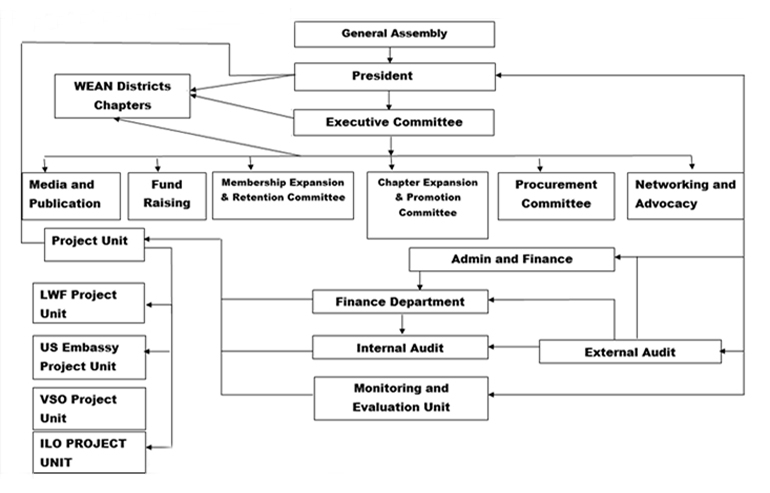 General Assembly
President
WEAN Districts
Chapters
Executive Committee
Media and
Publication
Fund
Raising
Membership Expansion
& Retention Committee
Chapter Expansion
& Promotion
Committee
Procurement
Committee
Networking and
Advocacy
Project Unit
Admin and Finance
LWF Project
Unit
Finance Department
US Embassy
Project Unit
Internal Audit
External Audit
VSO Project
Unit
Monitoring and
Evaluation Unit
ILO PROJECT
UNIT